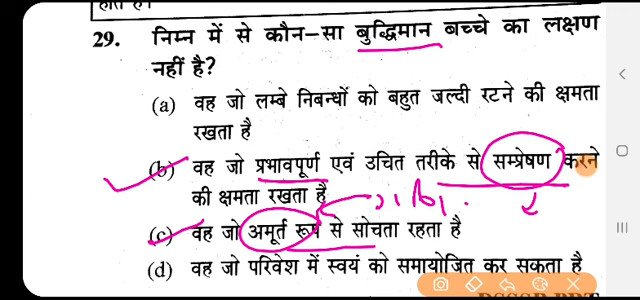 होता है।
29. निम्न में से कौन-सा बुद्धिमान बच्चे का लक्षण
नहीं है?
(a) वह जो लम्बे निबन्धों को बहुत जल्दी रटने की क्षमता
रखता है
(b) वह जो प्रभावपूर्ण एवं उचित तरीके से सम्प्रेषण करने
की क्षमता रखता है
(c) वह जो अमूर्त रूप से सोचता रहता है
(d) वह जो परिवेश में स्वयं को समायोजित कर सकता है